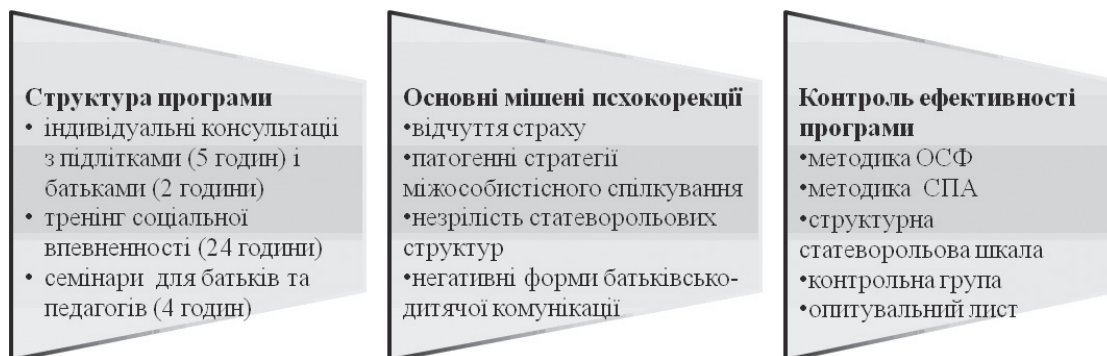 Структура програми
• індивідуальні консультації
з підлітками (5 годин) і
батьками (2 години)
• тренінг соціальної
впевненності (24 години)
• семінари для батьків та
педагогів (4 годин)
Основні мішені псхокорекції
•відчуття страху
•патогенні стратегії
міжособистісного спілкування
•незрілість статеворольових
структур
•негативні форми батьківсько-
дитячої комунікації
Контроль ефективності
програми
•методика ОСФ
•методика СПА
•структурна
статеворольова шкала
•контрольна група
•опитувальний лист